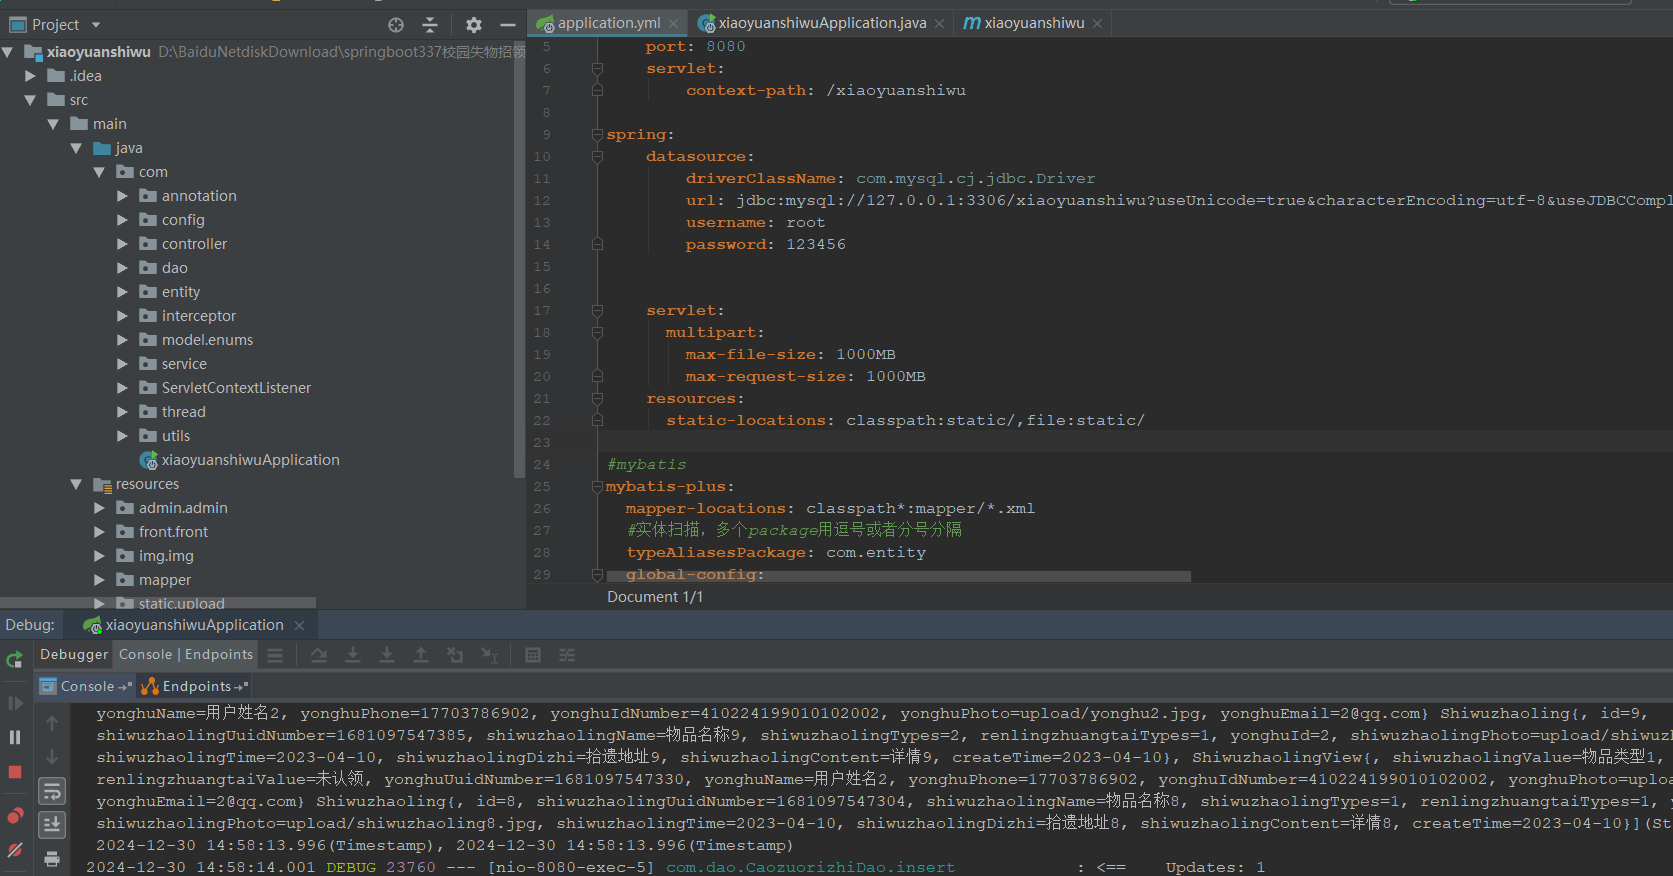 Project
application.yml
xiaoyuanshiwuApplication.java
m xiaoyuanshiwu
xiaoyuanshiwu D:\BaiduNetdiskDownload\springboot337校园失物招领
.idea
src
main
java
com
annotation
config
controller
dao
entity
interceptor
model.enums
service
ServletContextListener
thread
utils
xiaoyuanshiwuApplication
resources
admin.admin
front.front
img.img
mapper
static.upload
5 port: 8080
6 servlet:
7 context-path: /xiaoyuanshiwu
8
9 spring:
10 datasource:
11 driverClassName: com.mysql.cj.jdbc.Driver
12 url: jdbc:mysql://127.0.0.1:3306/xiaoyuanshiwu?useUnicode=true&characterEncoding=utf-8&useJDBCCompl
13 username: root
14 password: 123456
15
16
17 servlet:
18 multipart:
19 max-file-size: 1000MB
20 max-request-size: 1000MB
21 resources:
22 static-locations: classpath:static/,file:static/
23
24 #mybatis
25 mybatis-plus:
26 mapper-locations: classpath*:mapper/*.xml
27 #实体扫描，多个package用逗号或者分号分隔
28 typeAliasesPackage: com.entity
29 global-config:
Document 1/1
Debug: xiaoyuanshiwuApplication
Debugger Console | Endpoints
Console Endpoints
yonghuName=用户姓名2, yonghuPhone=17703786902, yonghuIdNumber=410224199010102002, yonghuPhoto=upload/yonghu2.jpg, yonghuEmail=2@qq.com} Shiwuzhaoling{, id=9,
shiwuzhaolingUuidNumber=1681097547385, shiwuzhaolingName=物品名称9, shiwuzhaolingTypes=2, renlingzhuangtaiTypes=1, yonghuId=2, shiwuzhaolingPhoto=upload/shiwuz
shiwuzhaolingTime=2023-04-10, shiwuzhaolingDizhi=拾遗地址9, shiwuzhaolingContent=详情9, createTime=2023-04-10}, ShiwuzhaolingView{, shiwuzhaolingValue=物品类型1,
renlingzhuangtaiValue=未认领, yonghuUuidNumber=1681097547330, yonghuName=用户姓名2, yonghuPhone=17703786902, yonghuIdNumber=410224199010102002, yonghuPhoto=uploa
yonghuEmail=2@qq.com} Shiwuzhaoling{, id=8, shiwuzhaolingUuidNumber=1681097547304, shiwuzhaolingName=物品名称8, shiwuzhaolingTypes=1, renlingzhuangtaiTypes=1, y
shiwuzhaolingPhoto=upload/shiwuzhaoling8.jpg, shiwuzhaolingTime=2023-04-10, shiwuzhaolingDizhi=拾遗地址8, shiwuzhaolingContent=详情8, createTime=2023-04-10}](St
2024-12-30 14:58:13.996(Timestamp), 2024-12-30 14:58:13.996(Timestamp)
2024-12-30 14:58:14.001 DEBUG 23760 --- [nio-8080-exec-5] com.dao.CaozuorizhiDao.insert : <== Updates: 1